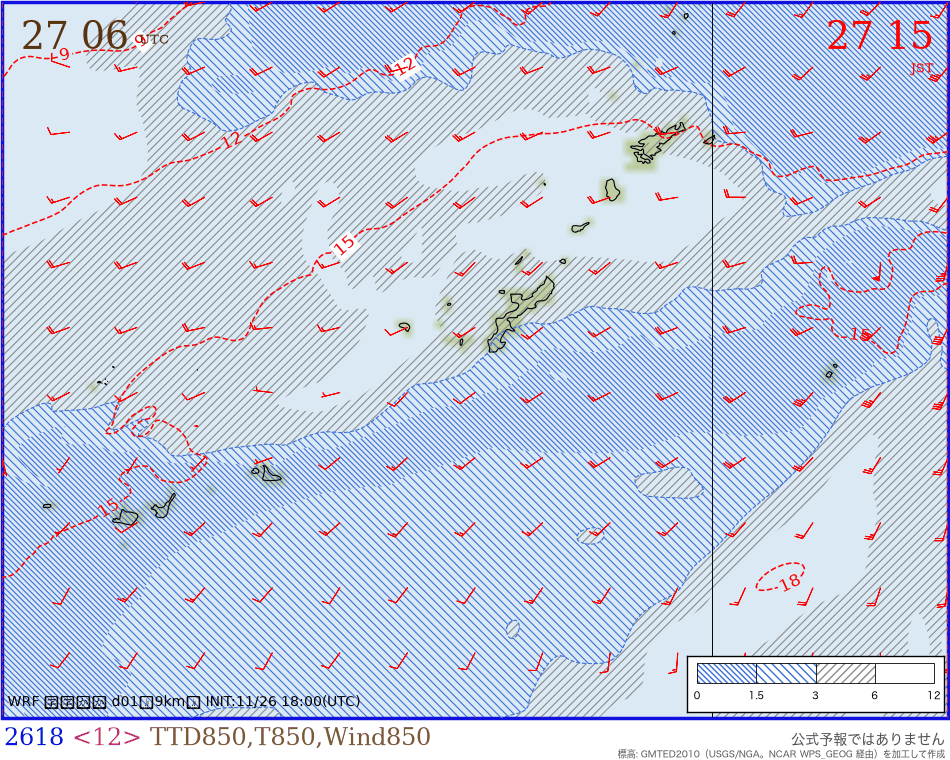 27 06 UTC
27 15
JST
9
9
12
12
15
15
15
18
0 1.5 3 6 12
WRF □□□□ d01□9km□ INIT:11/26 18:00(UTC)
2618 <12> TTD850,T850,Wind850
公式予報ではありません
標高: GMTED2010（USGS/NGA。NCAR WPS_GEOG 経由）を加工して作成